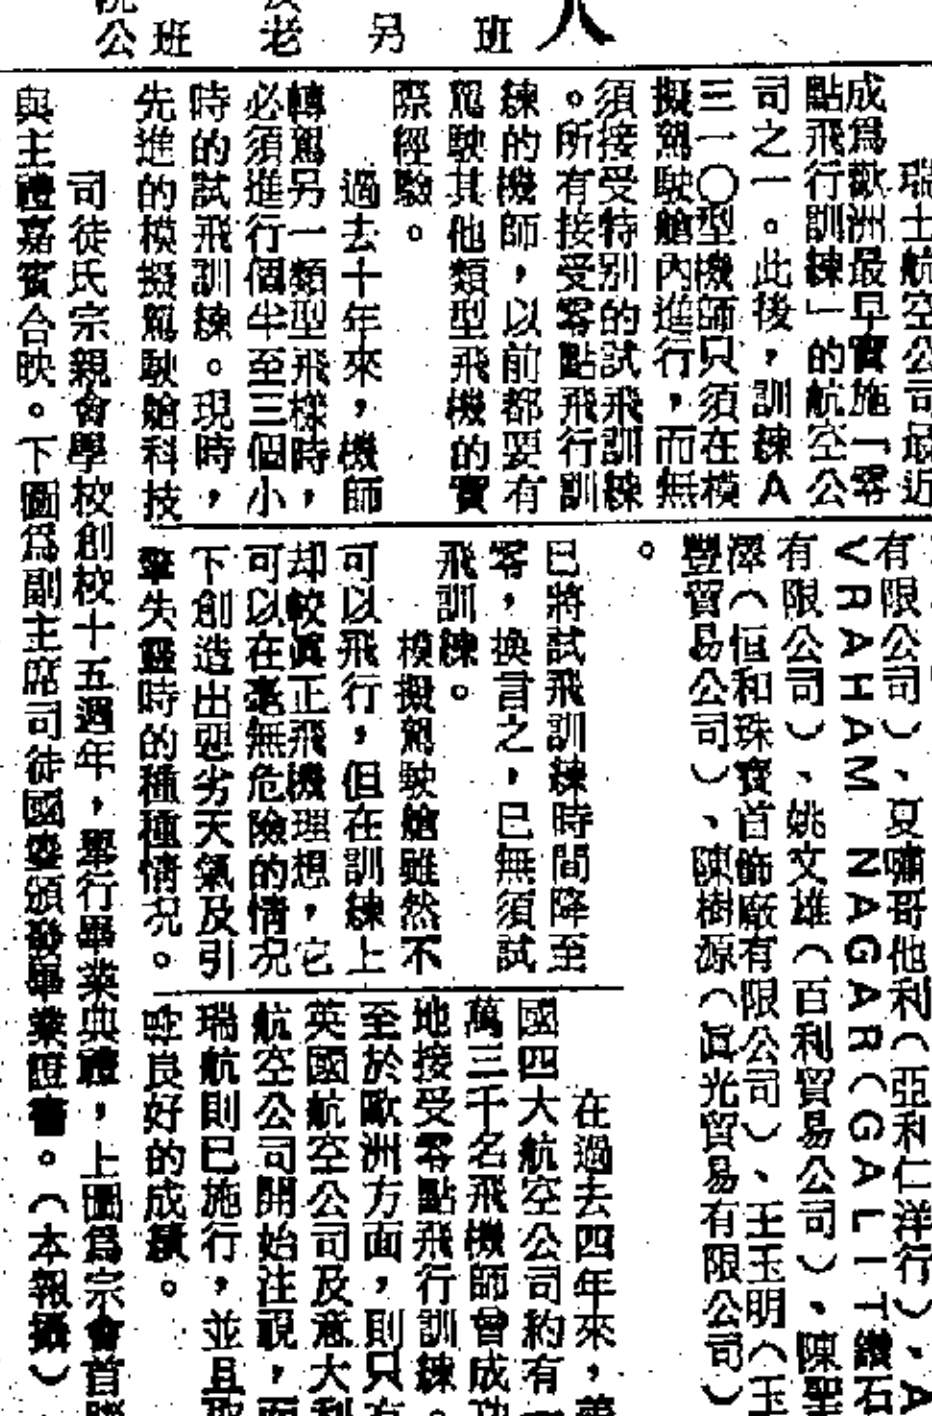 人
班
另
老
班
公
瑞士航空公司最近
成為歐洲最早實施「零
點飛行訓練」的航空公
司之一。此後，訓練A
三一〇型機師只須在模
擬駕駛艙內進行，而無
須接受特別的試飛訓練
。所有接受零點飛行訓
練的機師，以前都要有
駕駛其他類型飛機的實
際經驗。
過去十年來，機師
轉駕另一類型飛樣時，
必須進行個半至三個小
時的試飛訓練。現時，
先進的模擬駕駛艙科技
已將試飛訓練時間降至
零，換言之，已無須試
飛訓練。
模擬駕駛艙雖然不
可以飛行，但在訓練上
却較眞正飛機理想，它
可以在毫無危險的情况
下創造出惡劣天氣及引
擎失靈時的種種情況。
在過去四年來，美
國四大航空公司約有
萬三千名飛機師曾成功
地接受零點飛行訓練。
至於歐洲方面，則只有
英國航空公司及意大利
航空公司開始注視，而
瑞航則已施行，並且取
得良好的成績。
有限公司）、夏嘯哥他利（亞利仁洋行）、A
VRAHAM NAGAR（GALIT鑽石
有限公司）、姚文雄（百利貿易公司）、陳聖
澤（恒和珠寶首飾廠有限公司）、王玉明（玉
豐貿易公司）、陳樹源（眞光貿易有限公司）
。
司徒氏宗親會學校創校十五週年，舉行畢業典禮，上圖爲宗會首長
與主禮嘉賓合映。下圖爲副主席司徒國頒發畢業證書。（本報攝）